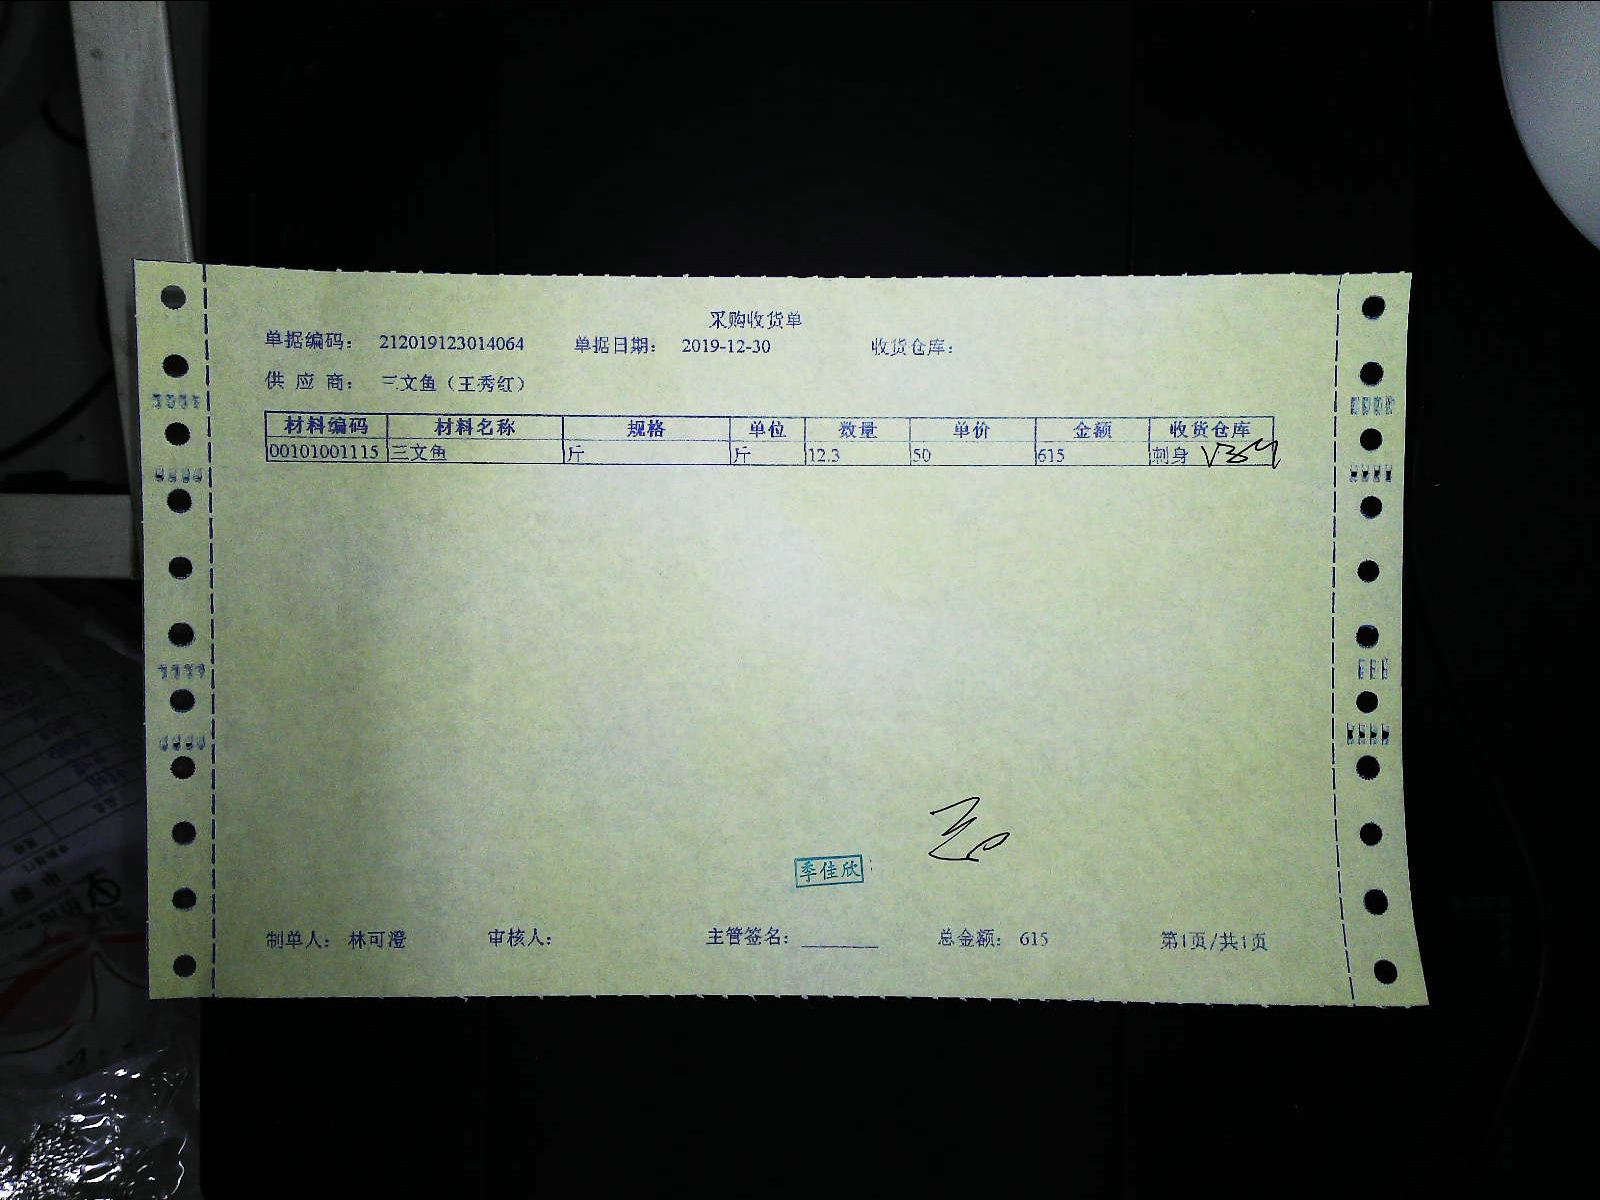 采购收货单
单据编码： 212019123014064 单据日期： 2019-12-30 收货仓库：
供 应 商： 三文鱼（王秀红）
材料编码 材料名称 规格 单位 数量 单价 金额 收货仓库
00101001115 三文鱼 斤 斤 12.3 50 615 刺身
季佳欣
制单人： 林可澄 审核人： 主管签名： 总金额： 615 第1页/共1页